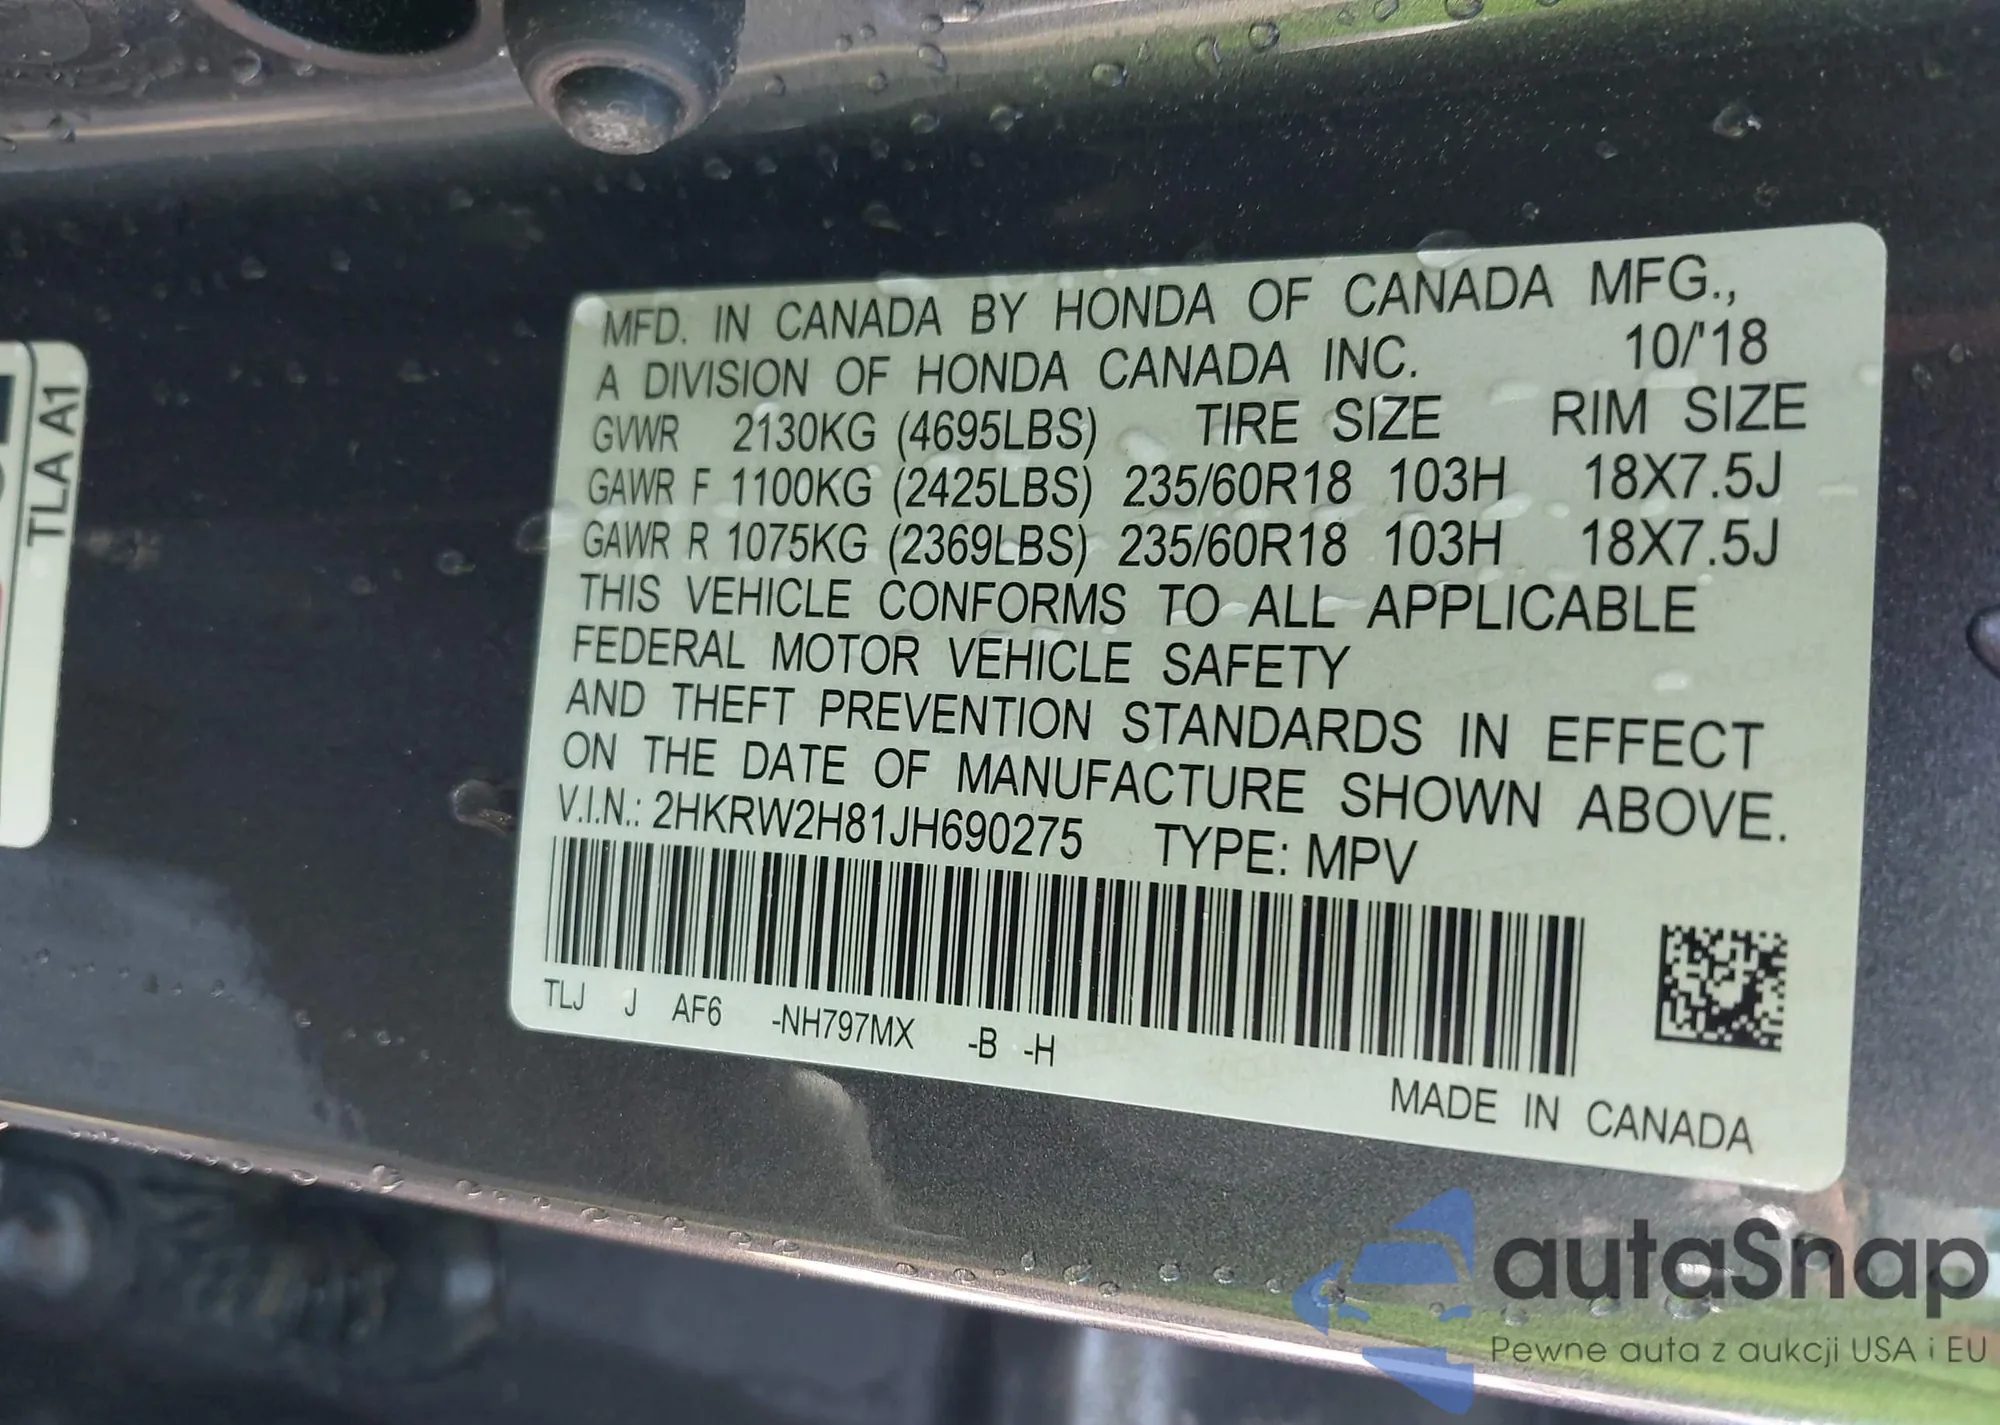 MFD. IN CANADA BY HONDA OF CANADA MFG.,
A DIVISION OF HONDA CANADA INC. 10/'18
GVWR 2130KG (4695LBS) TIRE SIZE RIM SIZE
GAWR F 1100KG (2425LBS) 235/60R18 103H 18X7.5J
GAWR R 1075KG (2369LBS) 235/60R18 103H 18X7.5J
THIS VEHICLE CONFORMS TO ALL APPLICABLE
FEDERAL MOTOR VEHICLE SAFETY
AND THEFT PREVENTION STANDARDS IN EFFECT
ON THE DATE OF MANUFACTURE SHOWN ABOVE.
V.I.N.: 2HKRW2H81JH690275 TYPE: MPV
TLJ J AF6 -NH797MX -B -H
MADE IN CANADA
TLA A1
autaSnap
Pewne auta z aukcji USA i EU